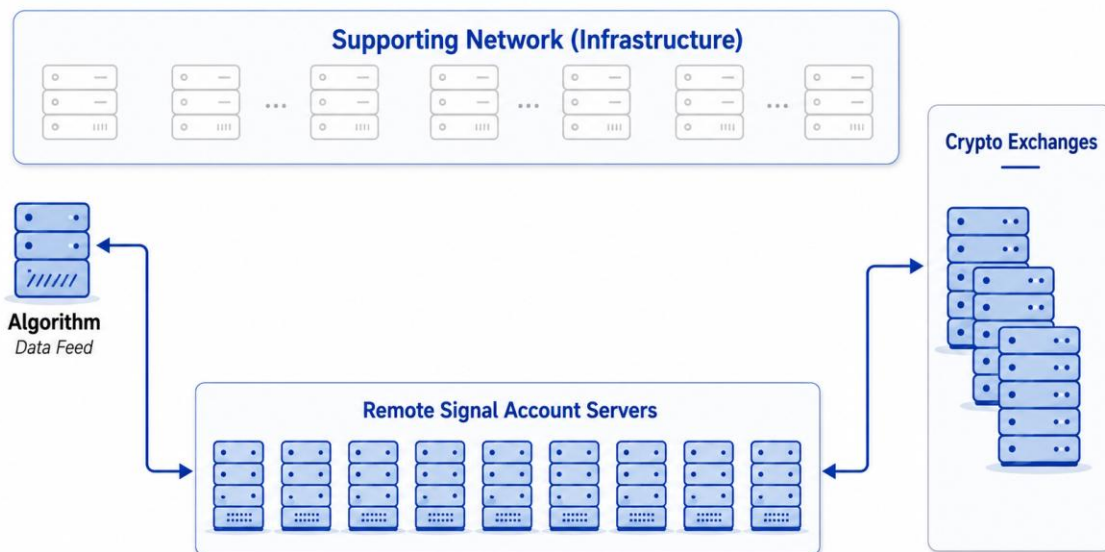 Supporting Network (Infrastructure)
... ... ...
Crypto Exchanges
Algorithm
Data Feed
Remote Signal Account Servers